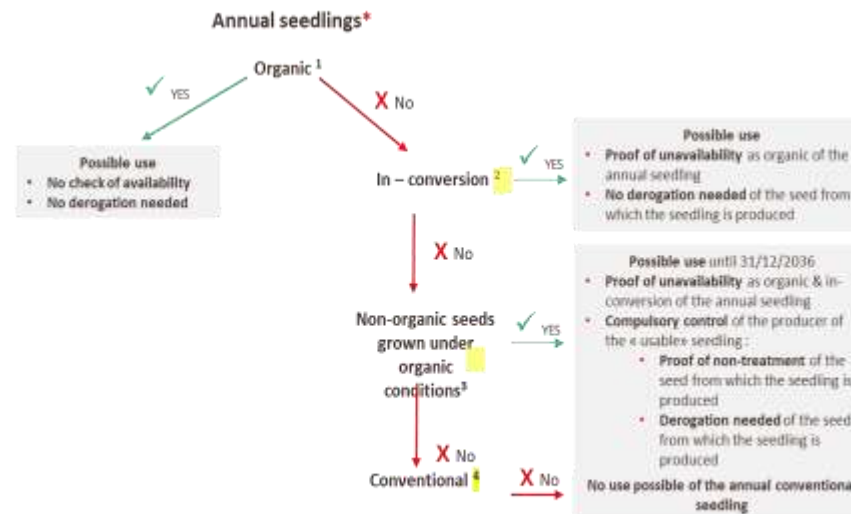 Annual seedlings*
Organic 1
✓ YES
X No
Possible use
• No check of availability
• No derogation needed
In – conversion 2
✓ YES
Possible use
• Proof of unavailability as organic of the
annual seedling
• No derogation needed of the seed from
which the seedling is produced
X No
Non-organic seeds
grown under
organic
conditions3
✓ YES
Possible use until 31/12/2036
• Proof of unavailability as organic & in-
conversion of the annual seedling
• Compulsory control of the producer of
the « usable» seedling :
• Proof of non-treatment of the
seed from which the seedling is
produced
• Derogation needed of the seed
from which the seedling is
produced
X No
Conventional 4
X No
No use possible of the annual conventiona
seedling